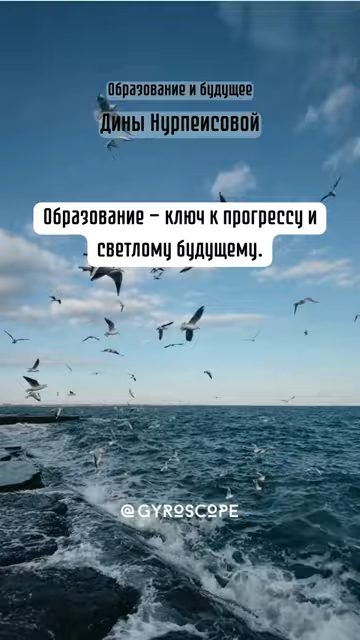 Образование и будущее
Дины Нурпеисовой
Образование – ключ к прогрессу и
светлому будущему.
@GYROSCOPE